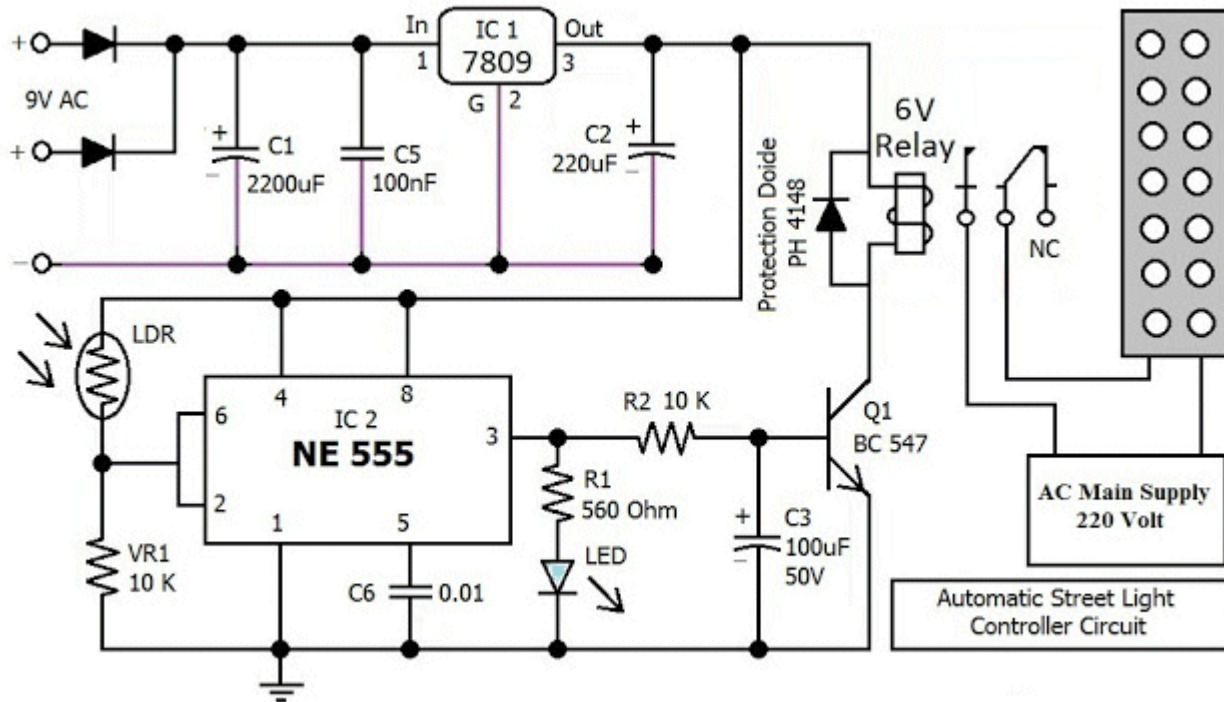 +
9V AC
+
−
+
C1
2200uF
−
C5
100nF
In
1
IC 1
7809
Out
3
G
2
C2
220uF
+
−
Protection Doide
PH 4148
6V
Relay
NC
LDR
VR1
10 K
6
2
4
8
IC 2
NE 555
3
1
5
C6
0.01
R1
560 Ohm
LED
R2 10 K
+
−
C3
100uF
50V
Q1
BC 547
AC Main Supply
220 Volt
Automatic Street Light
Controller Circuit